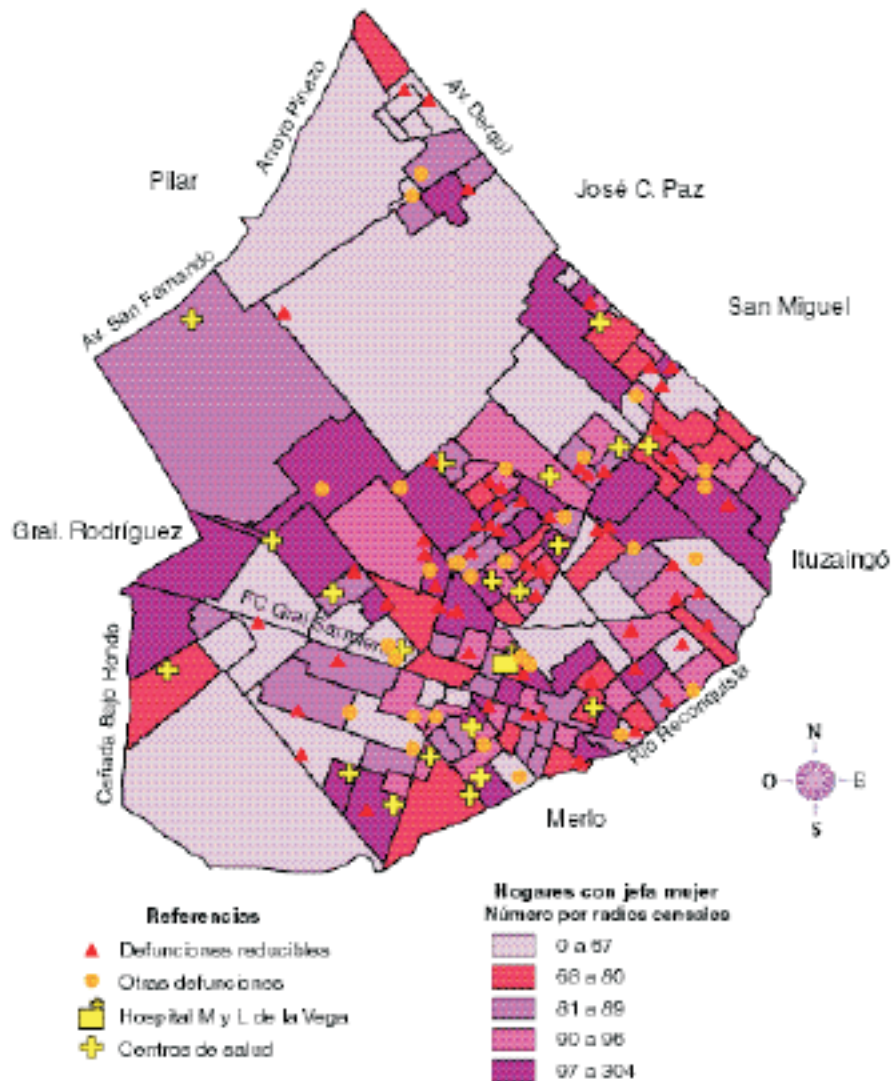 Arroyo Pinazo
Av. Derqui
Pilar
José C. Paz
Av. San Fernando
San Miguel
Gral. Rodríguez
Ituzaingó
FC Gral. Sarmiento
Cañada Bajo Hondo
Río Reconquista
Merlo
N
O
E
S
Referencias
Defunciones reducibles
Otras defunciones
Hospital M y L de la Vega
Centros de salud
Hogares con jefa mujer
Número por radios censales
0 a 67
68 a 80
81 a 89
90 a 96
97 a 304